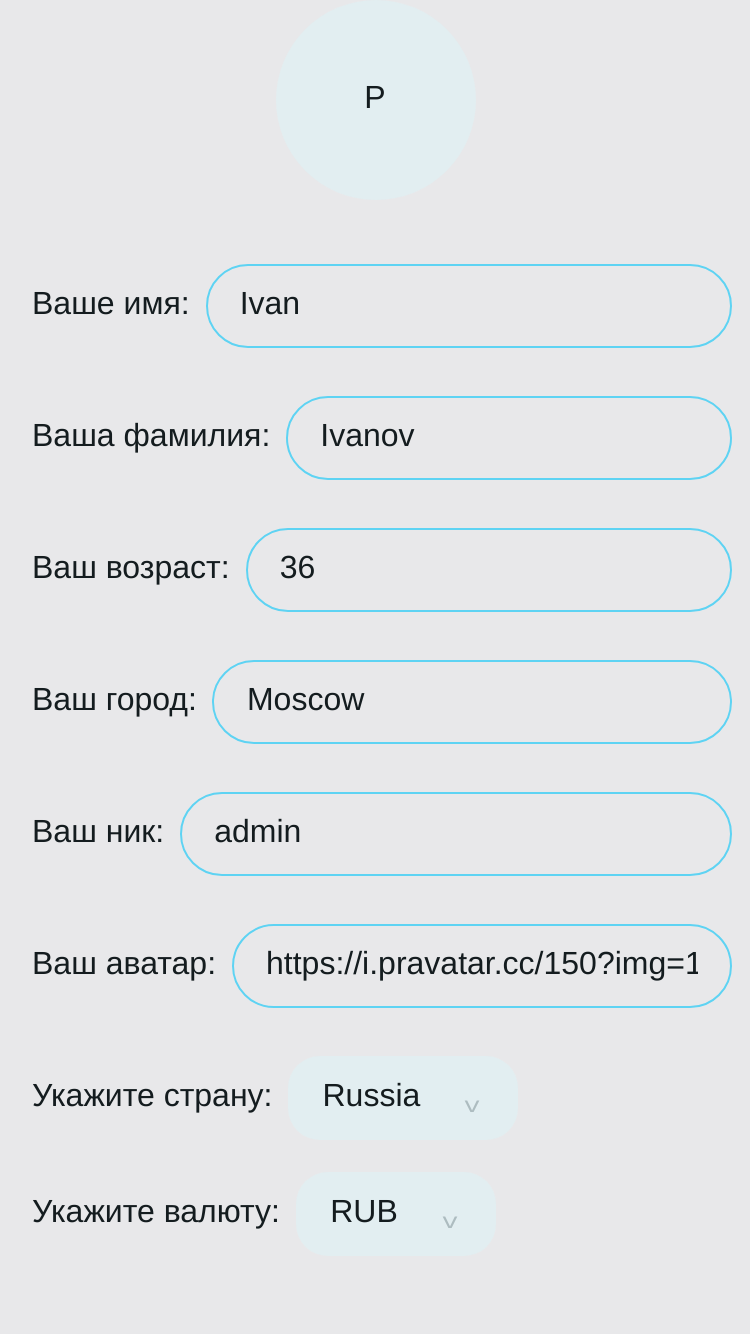 P
Ваше имя: Ivan
Ваша фамилия: Ivanov
Ваш возраст: 36
Ваш город: Moscow
Ваш ник: admin
Ваш аватар: https://i.pravatar.cc/150?img=1
Укажите страну: Russia
Укажите валюту: RUB